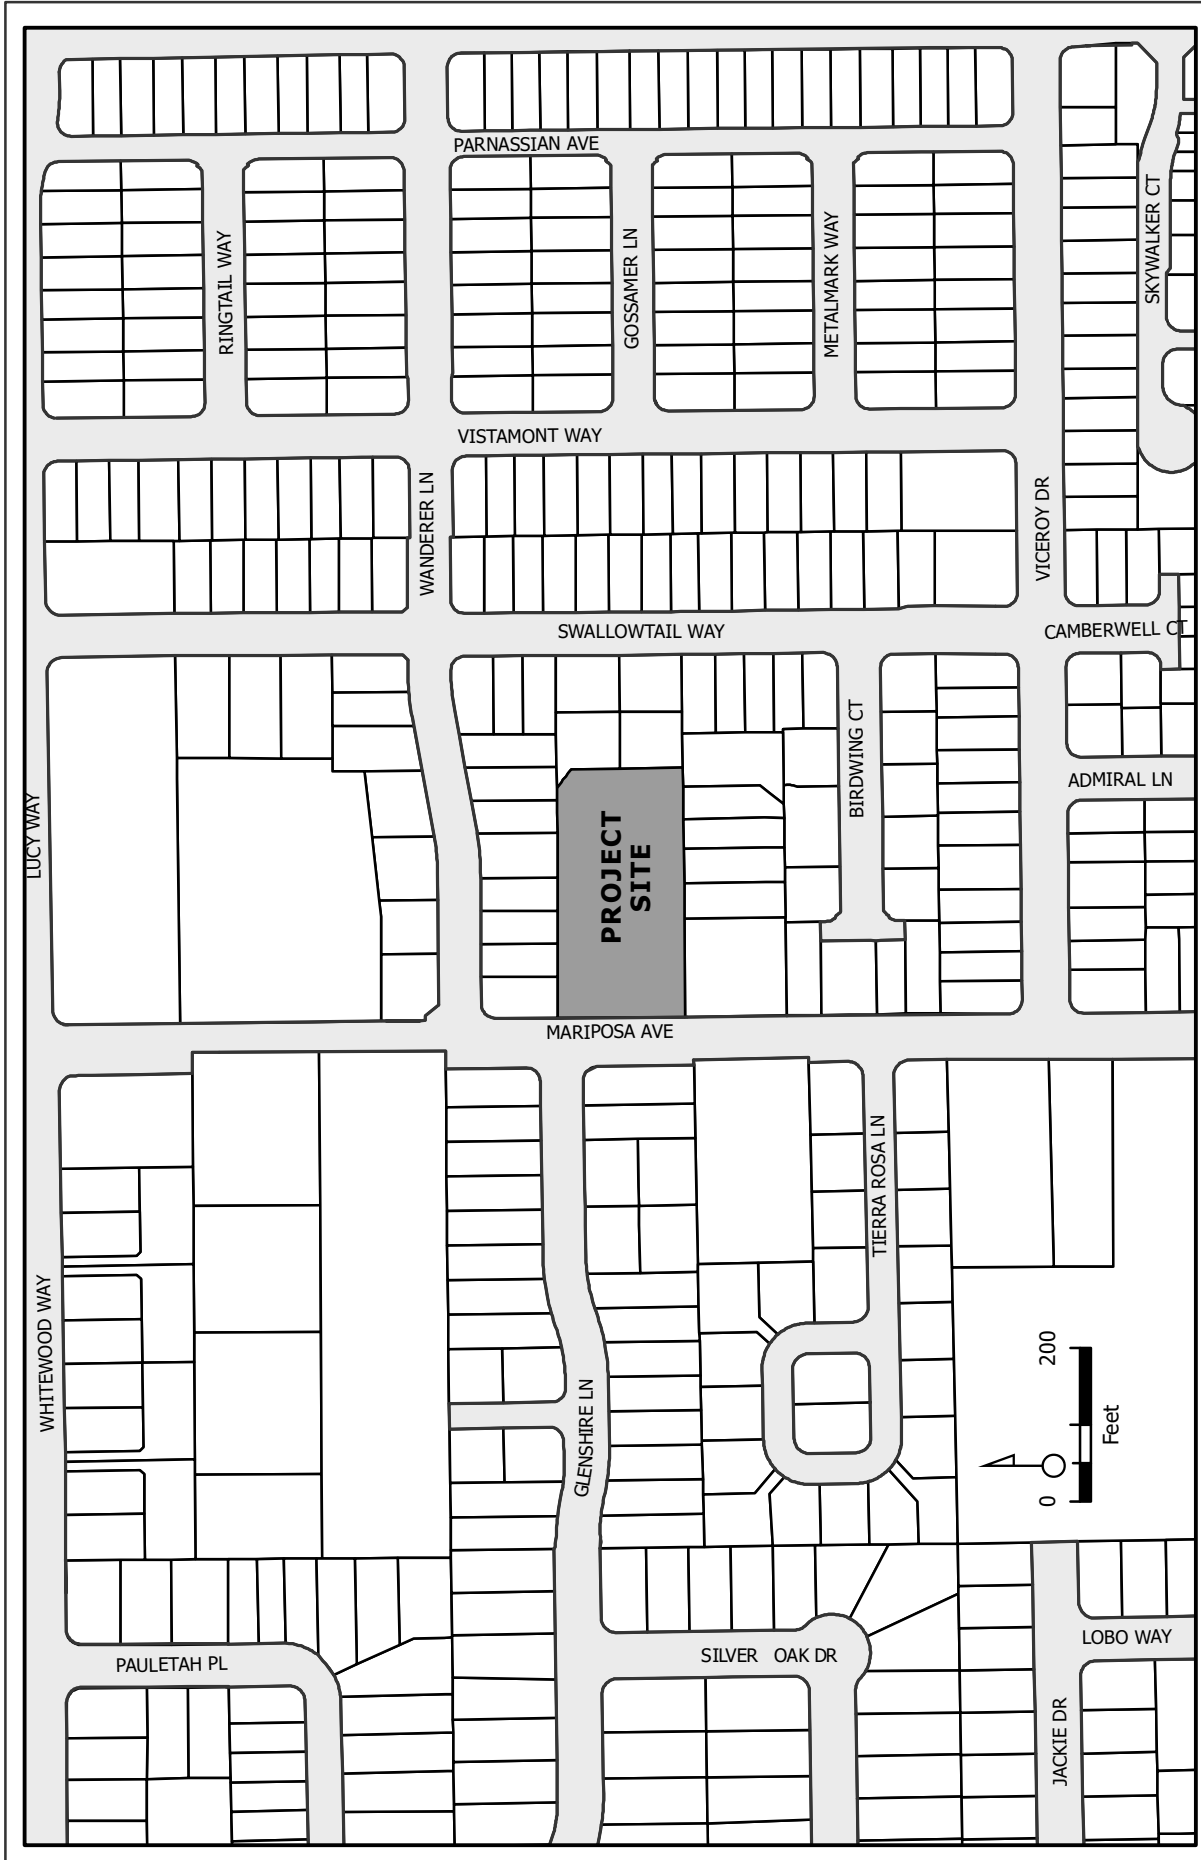 PARNASSIAN AVE
SKYWALKER CT
RINGTAIL WAY
GOSSAMER LN
METALMARK WAY
VISTAMONT WAY
WANDERER LN
VICEROY DR
SWALLOWTAIL WAY
CAMBERWELL CT
BIRDWING CT
ADMIRAL LN
LUCY WAY
PROJECT
SITE
MARIPOSA AVE
TIERRA ROSA LN
WHITEWOOD WAY
GLENSHIRE LN
200
Feet
0
PAULETAH PL
SILVER OAK DR
LOBO WAY
JACKIE DR